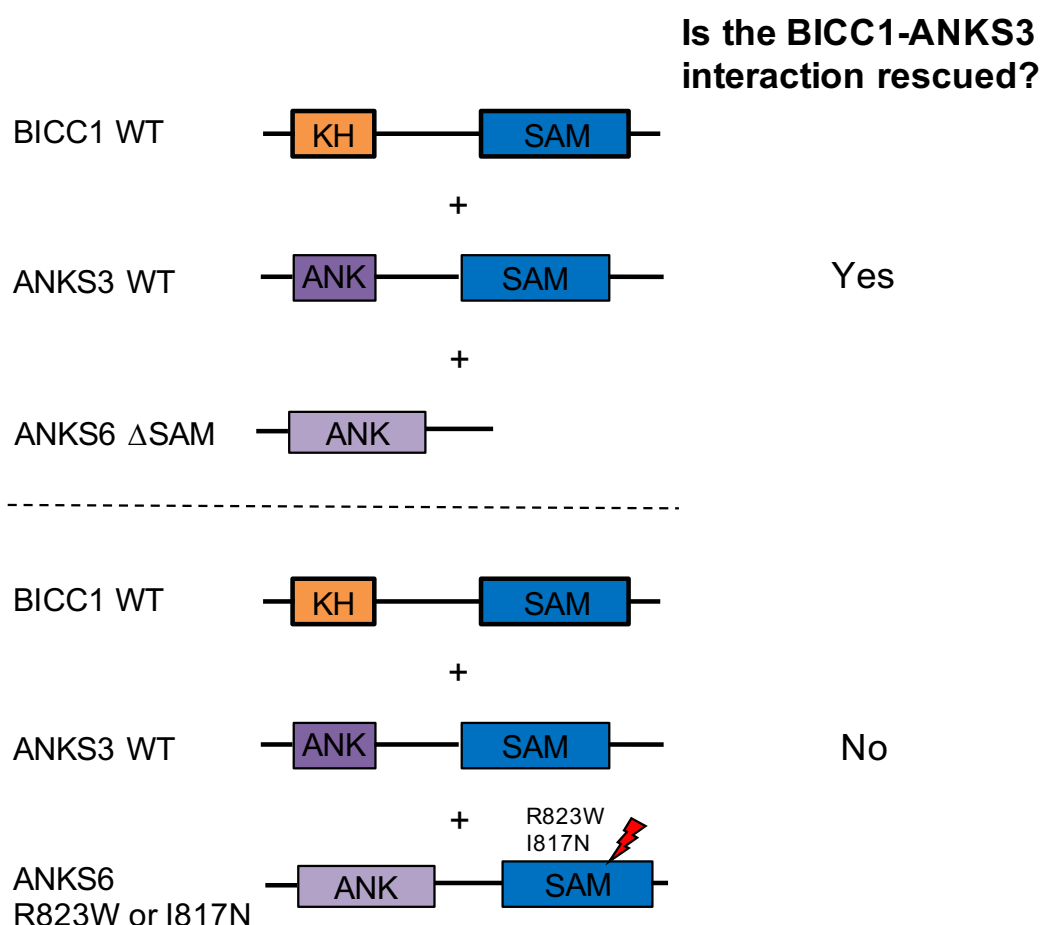 Is the BICC1-ANKS3
interaction rescued?
BICC1 WT
KH
SAM
+
ANKS3 WT
ANK
SAM
Yes
+
ANKS6 ∆SAM
ANK
BICC1 WT
KH
SAM
+
ANKS3 WT
ANK
SAM
No
+
R823W
I817N
ANKS6
R823W or I817N
ANK
SAM